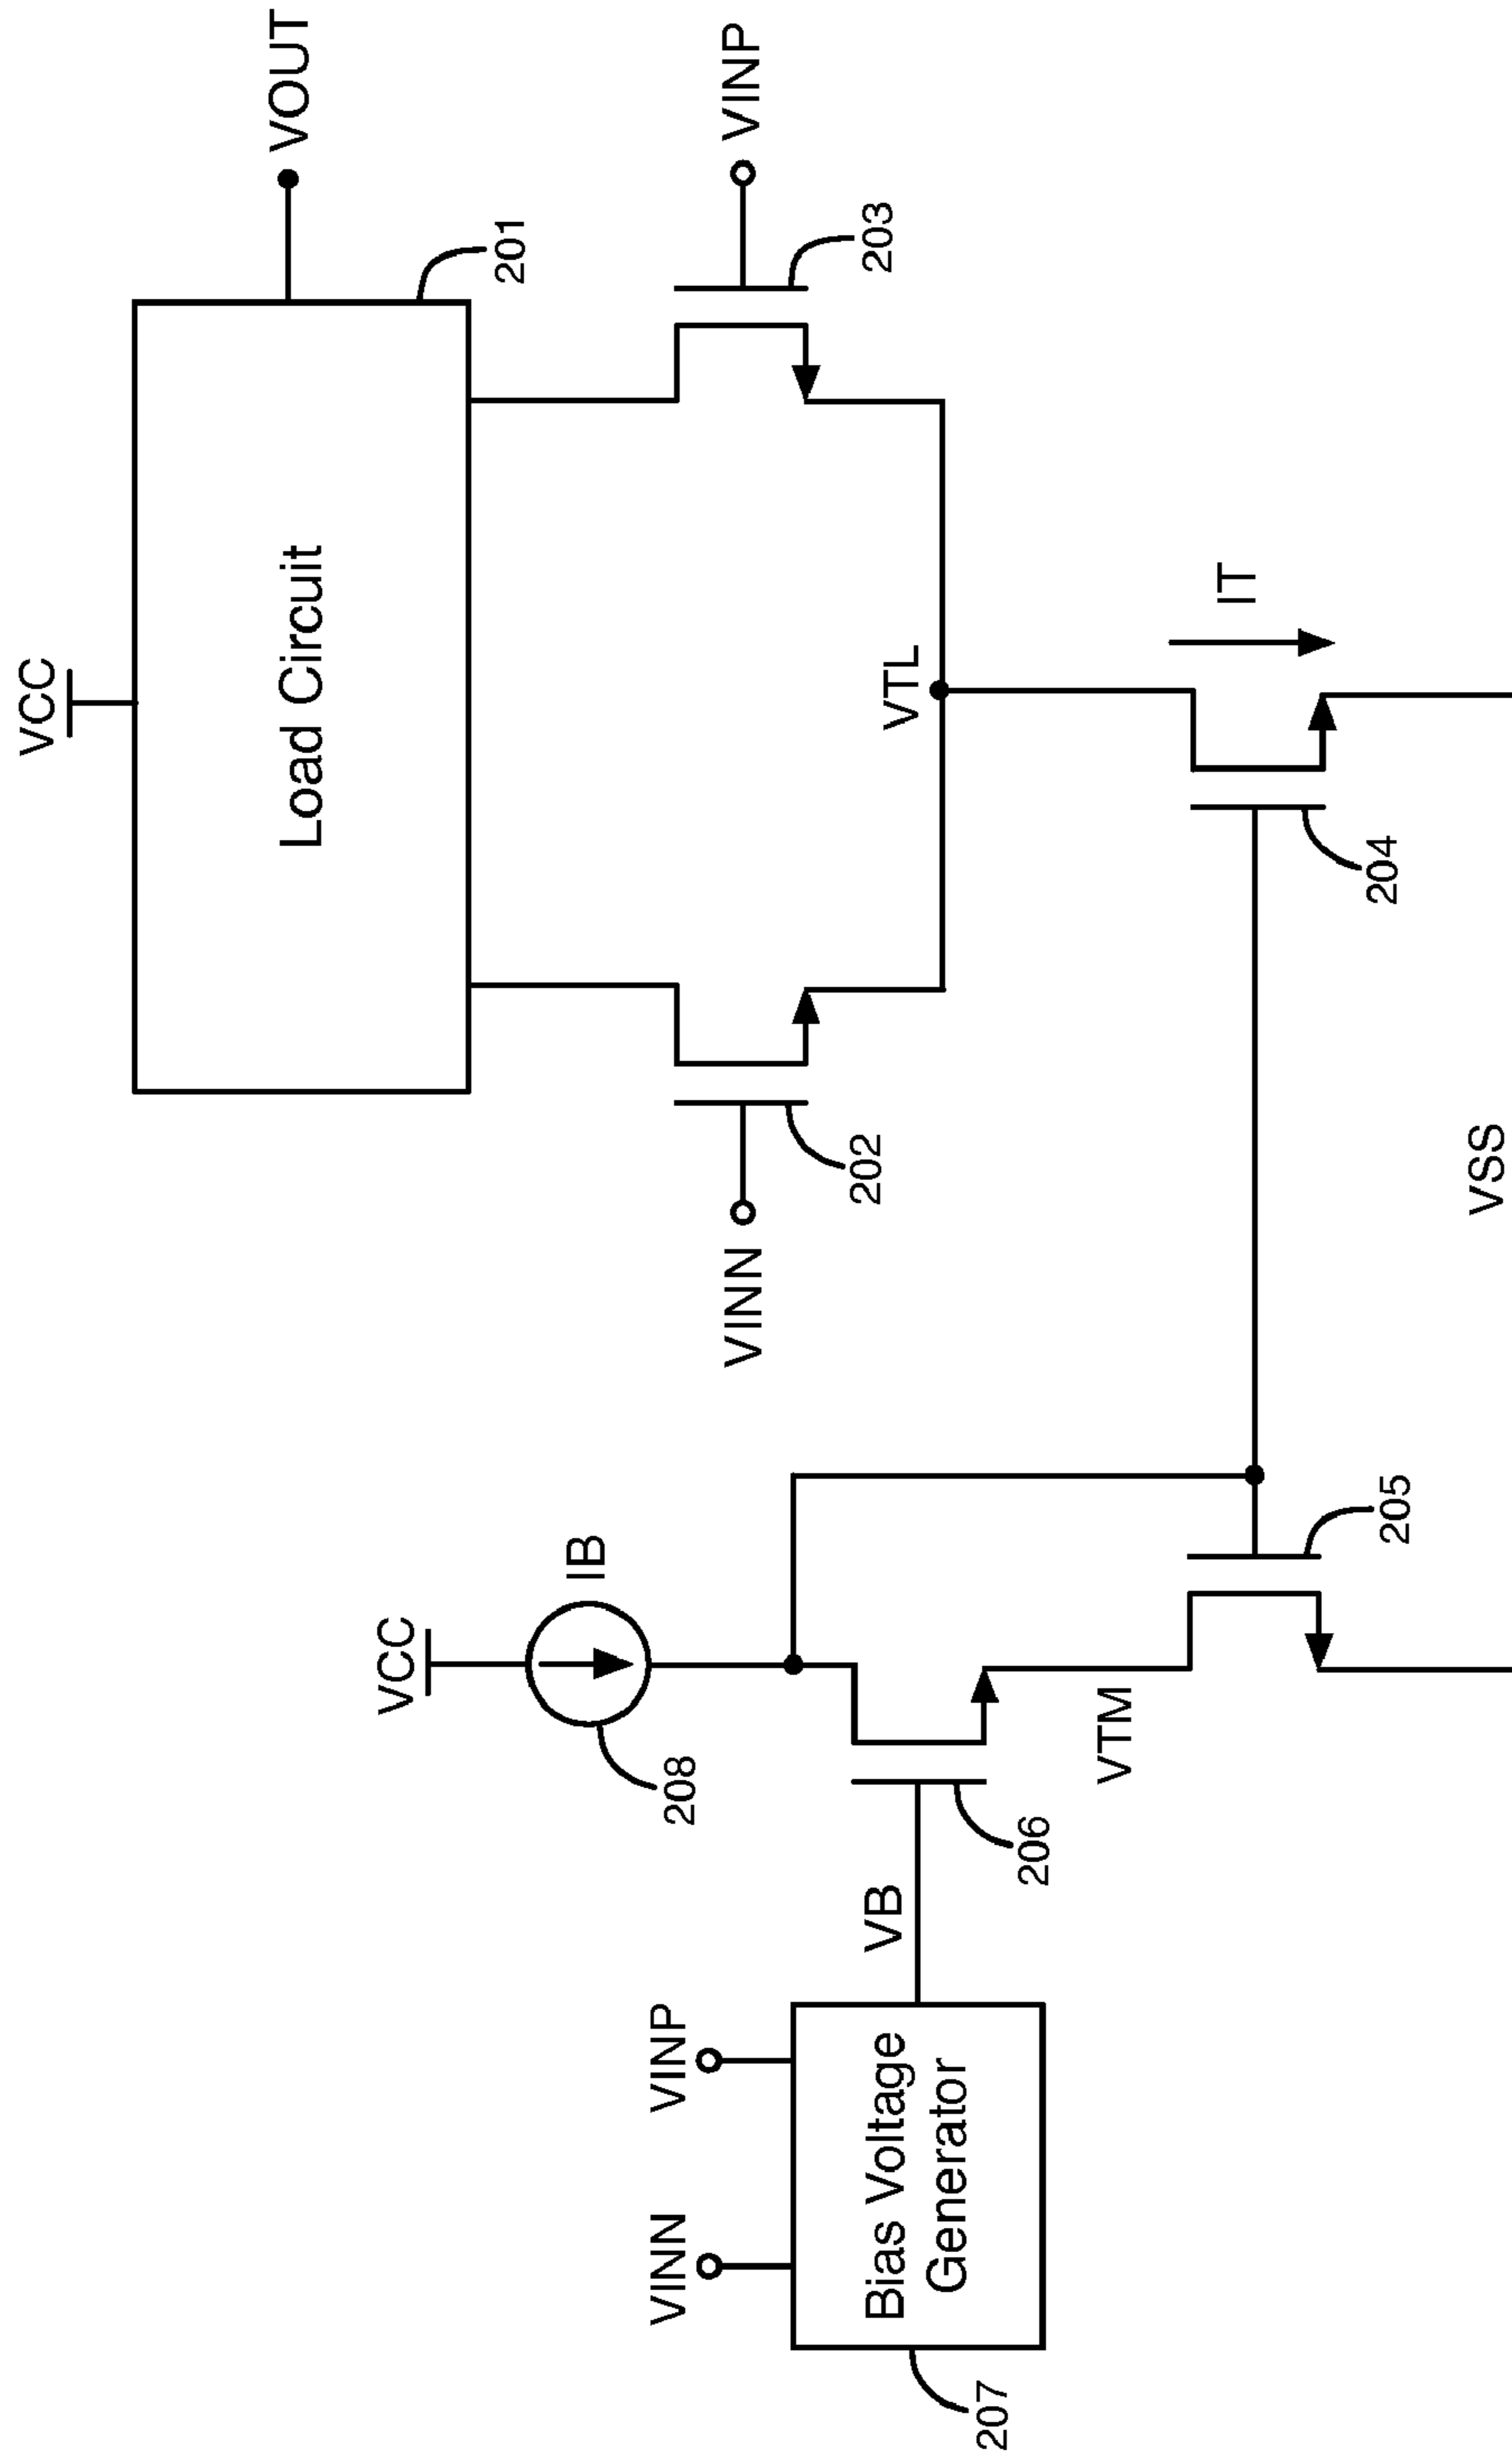 VCC
Load Circuit
VOUT
201
VCC
IB
208
VINN
202
VINP
203
VINN
VINP
VB
Bias Voltage
Generator
207
206
VTL
VTM
IT
205
204
VSS